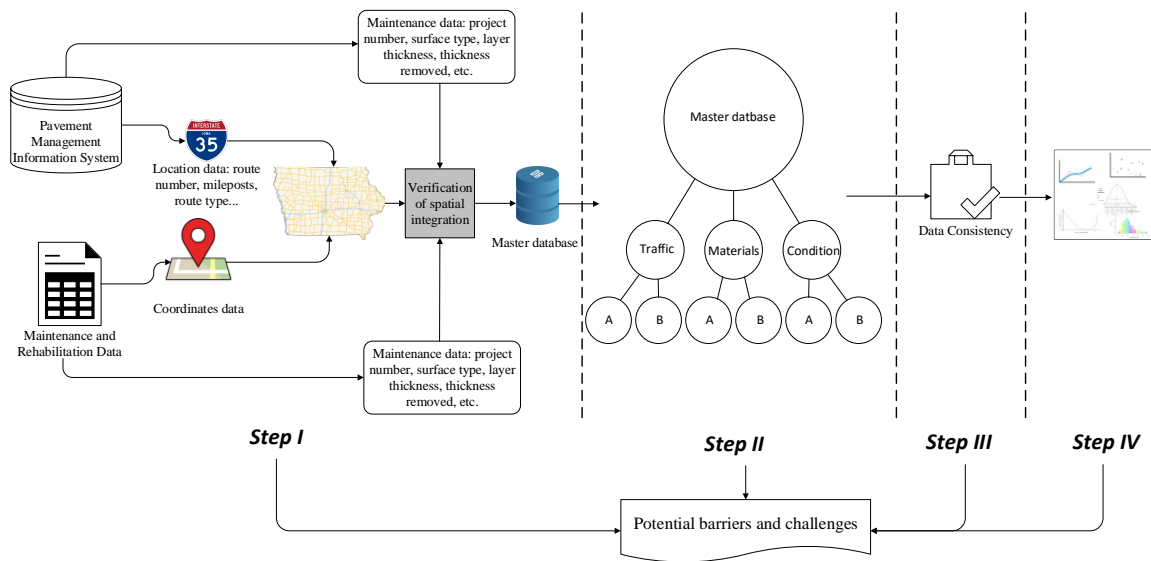 Maintenance data: project
number, surface type, layer
thickness, thickness
removed, etc.
Pavement
Management
Information System
INTERSTATE
IOWA
35
Location data: route
number, mileposts,
route type...
Verification
of spatial
integration
DB
Master database
Coordinates data
Maintenance and
Rehabilitation Data
Maintenance data: project
number, surface type, layer
thickness, thickness
removed, etc.
Master datbase
Traffic
Materials
Condition
A
B
A
B
A
B
Data Consistency
Step I
Step II
Step III
Step IV
Potential barriers and challenges